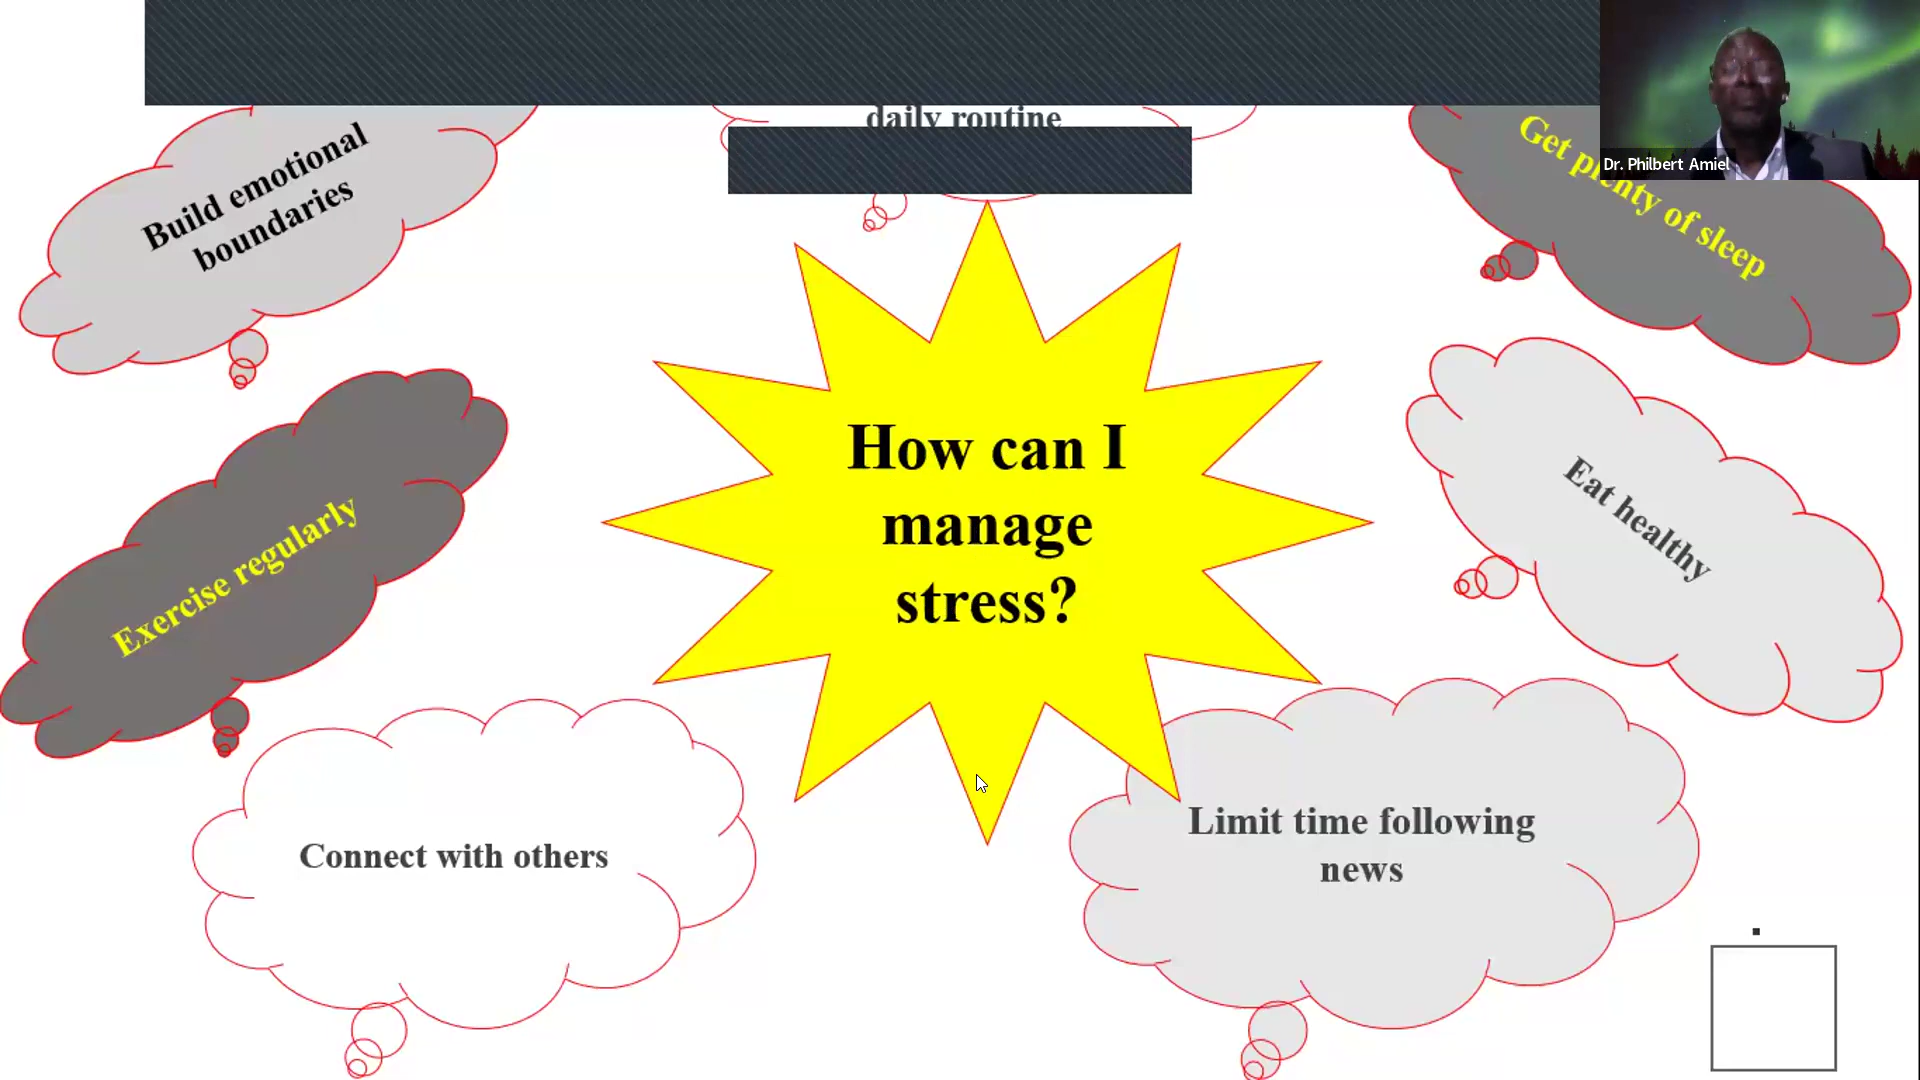 daily routine
Build emotional
boundaries
Get plenty of sleep
Dr. Philbert Amiel
How can I
manage
stress?
Exercise regularly
Eat healthy
Connect with others
Limit time following
news